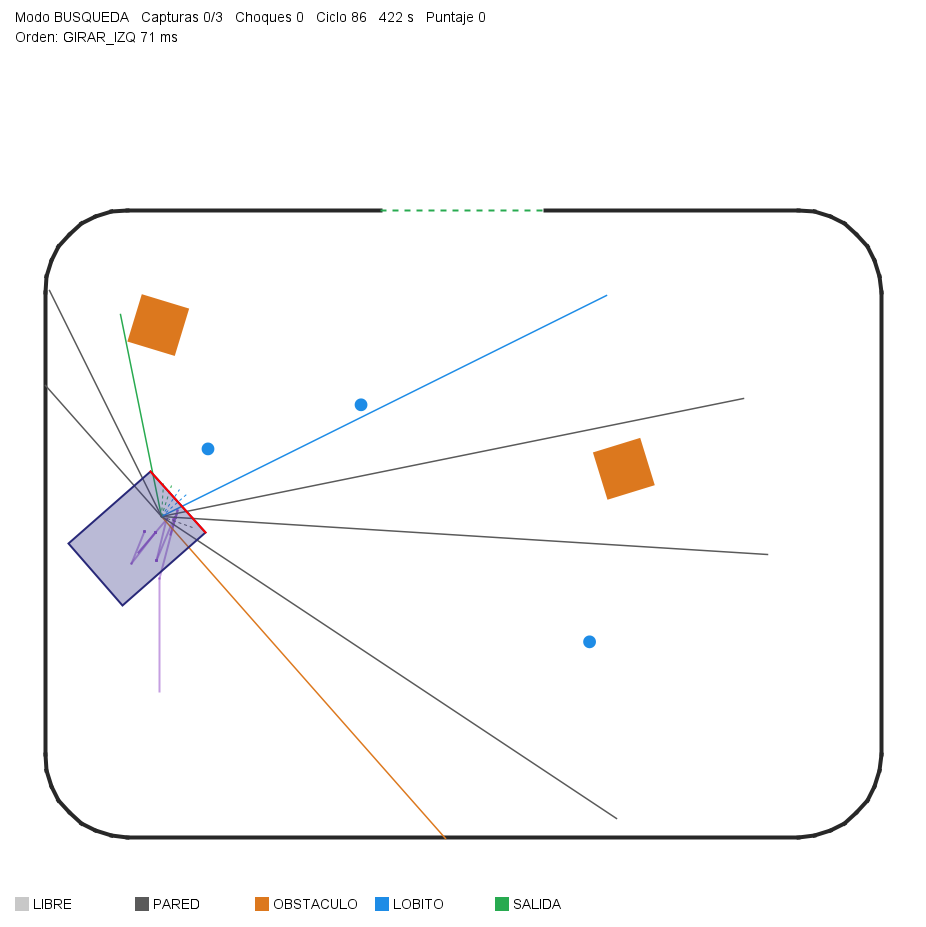 Modo BUSQUEDA   Capturas 0/3   Choques 0   Ciclo 86   422 s   Puntaje 0
Orden: GIRAR_IZQ 71 ms
LIBRE   PARED   OBSTACULO   LOBITO   SALIDA